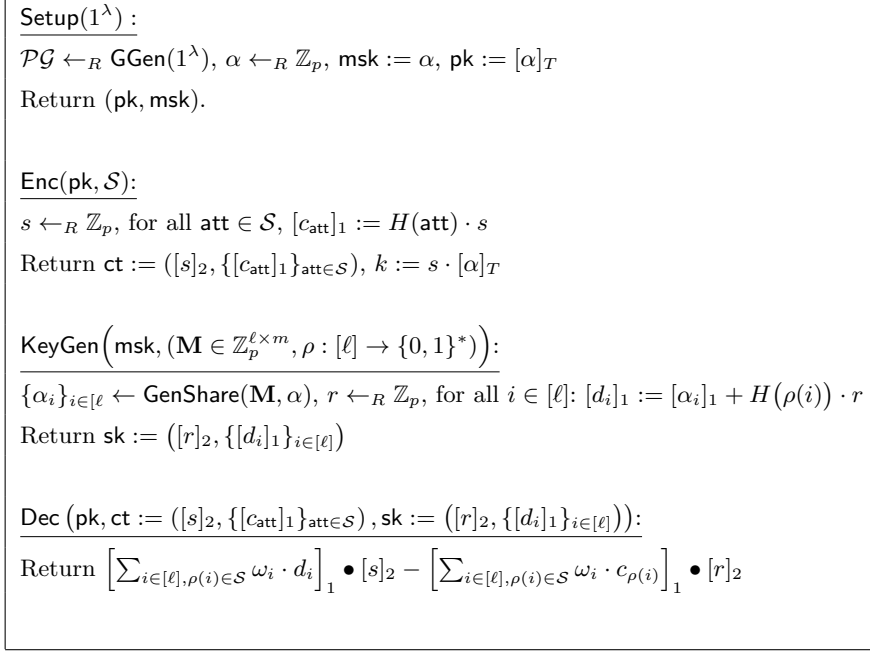 Setup(1^λ) :
𝒫𝒢 ←_R GGen(1^λ), α ←_R ℤ_p, msk := α, pk := [α]_T
Return (pk, msk).
Enc(pk, 𝒮):
s ←_R ℤ_p, for all att ∈ 𝒮, [c_att]_1 := H(att) · s
Return ct := ([s]_2, {[c_att]_1}_{att∈𝒮}), k := s · [α]_T
KeyGen(msk, (𝐌 ∈ ℤ_p^{ℓ×m}, ρ : [ℓ] → {0, 1}^*)):
{α_i}_{i∈[ℓ} ← GenShare(𝐌, α), r ←_R ℤ_p, for all i ∈ [ℓ]: [d_i]_1 := [α_i]_1 + H(ρ(i)) · r
Return sk := ([r]_2, {[d_i]_1}_{i∈[ℓ]})
Dec (pk, ct := ([s]_2, {[c_att]_1}_{att∈𝒮}) , sk := ([r]_2, {[d_i]_1}_{i∈[ℓ]})):
Return [∑_{i∈[ℓ],ρ(i)∈𝒮} ω_i · d_i]_1 • [s]_2 − [∑_{i∈[ℓ],ρ(i)∈𝒮} ω_i · c_{ρ(i)}]_1 • [r]_2